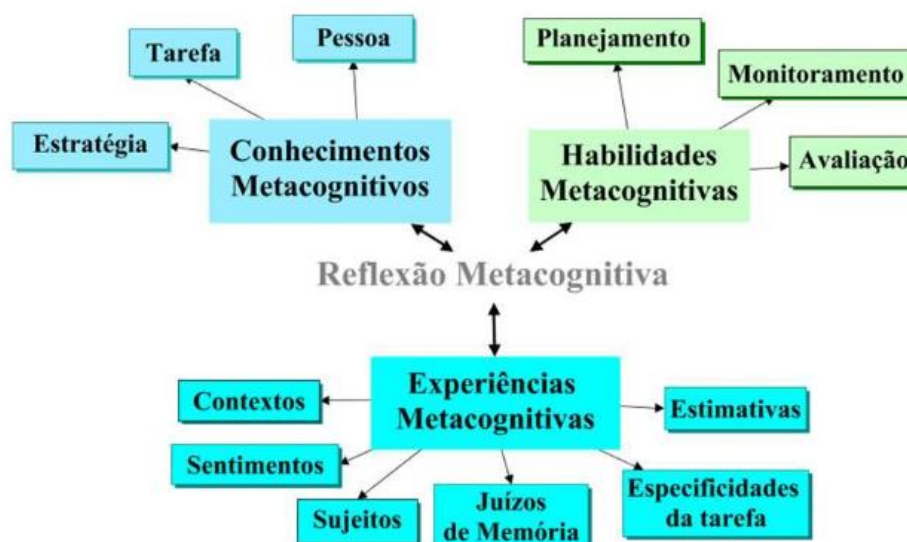 Planejamento
Pessoa
Tarefa
Monitoramento
Estratégia
Conhecimentos
Metacognitivos
Habilidades
Metacognitivas
Avaliação
Reflexão Metacognitiva
Experiências
Metacognitivas
Contextos
Estimativas
Sentimentos
Sujeitos
Juízos
de Memória
Especificidades
da tarefa